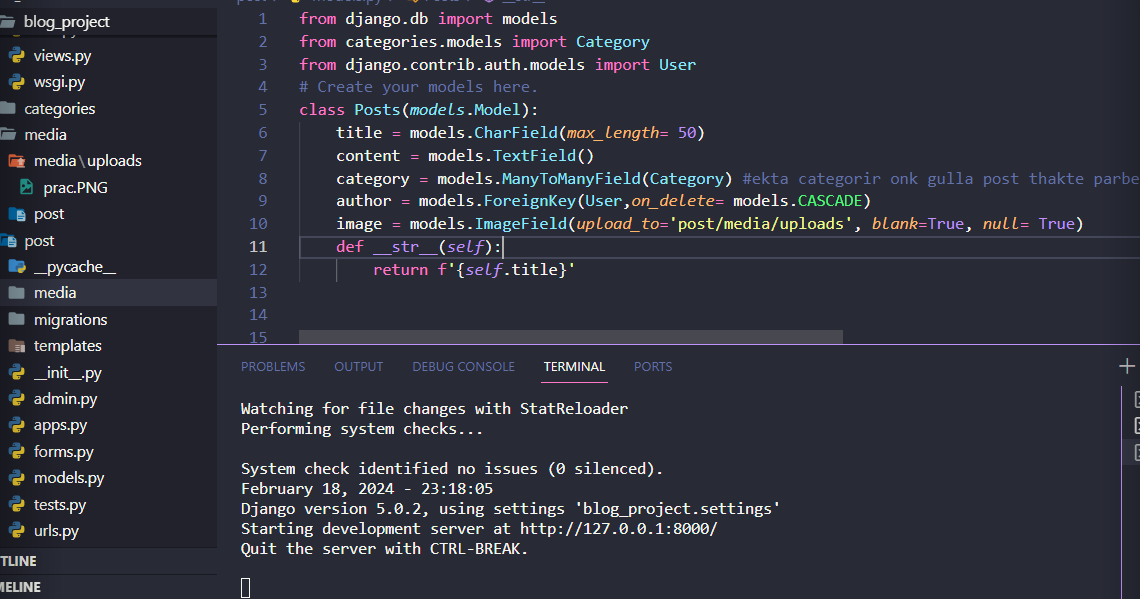 blog_project
views.py
wsgi.py
categories
media
media\uploads
prac.PNG
post
post
__pycache__
media
migrations
templates
__init__.py
admin.py
apps.py
forms.py
models.py
tests.py
urls.py
TLINE
MELINE
1 from django.db import models
2 from categories.models import Category
3 from django.contrib.auth.models import User
4 # Create your models here.
5 class Posts(models.Model):
6 title = models.CharField(max_length= 50)
7 content = models.TextField()
8 category = models.ManyToManyField(Category) #ekta categorir onk gulla post thakte parbe
9 author = models.ForeignKey(User,on_delete= models.CASCADE)
10 image = models.ImageField(upload_to='post/media/uploads', blank=True, null= True)
11 def __str__(self):
12 return f'{self.title}'
13
14
15
PROBLEMS OUTPUT DEBUG CONSOLE TERMINAL PORTS
Watching for file changes with StatReloader
Performing system checks...
System check identified no issues (0 silenced).
February 18, 2024 - 23:18:05
Django version 5.0.2, using settings 'blog_project.settings'
Starting development server at http://127.0.0.1:8000/
Quit the server with CTRL-BREAK.